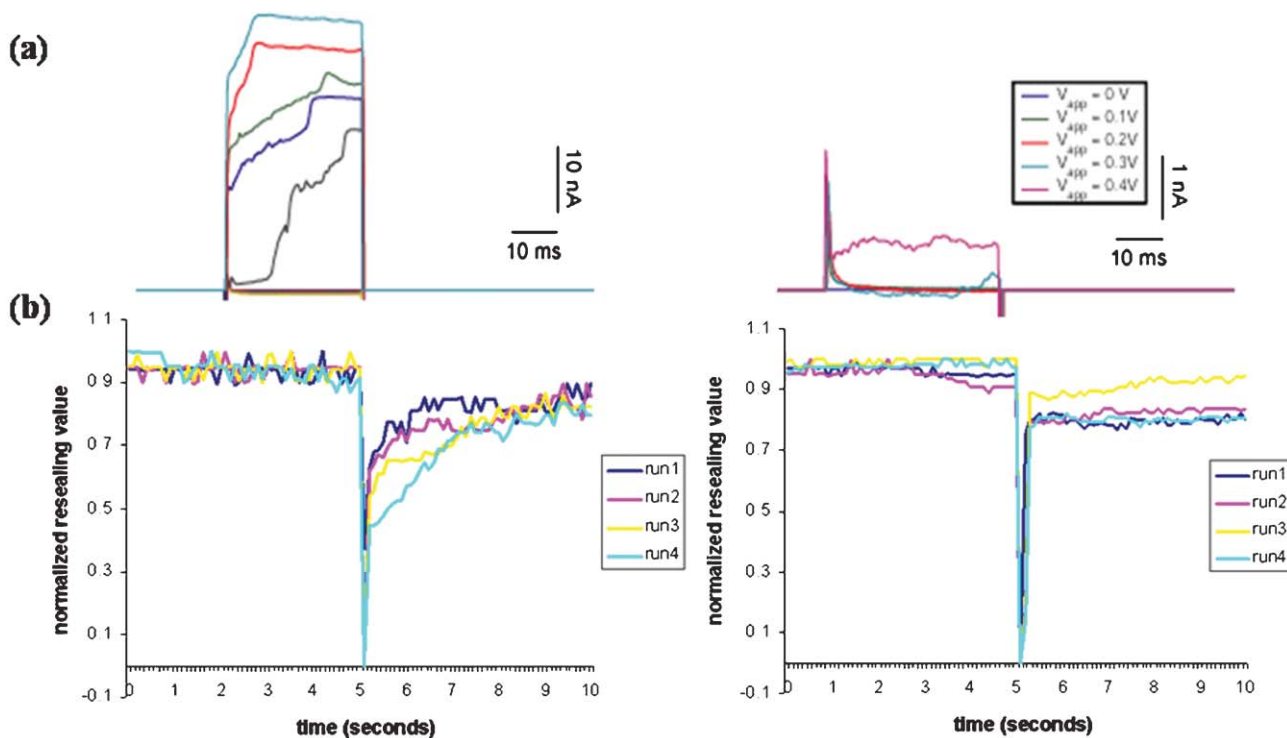 (a)
10 nA
10 ms
V_app = 0 V
V_app = 0.1V
V_app = 0.2V
V_app = 0.3V
V_app = 0.4V
1 nA
10 ms
(b)
normalized resealing value
1 1
0 9
0.7
0.5
0.3
0 1
-0.1
0 1 2 3 4 5 6 7 8 9 10
time (seconds)
run1
run2
run3
run4
normalized resealing value
1.1
0.9
0.7
0.5
0.3
0.1
-0.1
0 1 2 3 4 5 6 7 8 9 10
time (seconds)
run1
run2
run3
run4